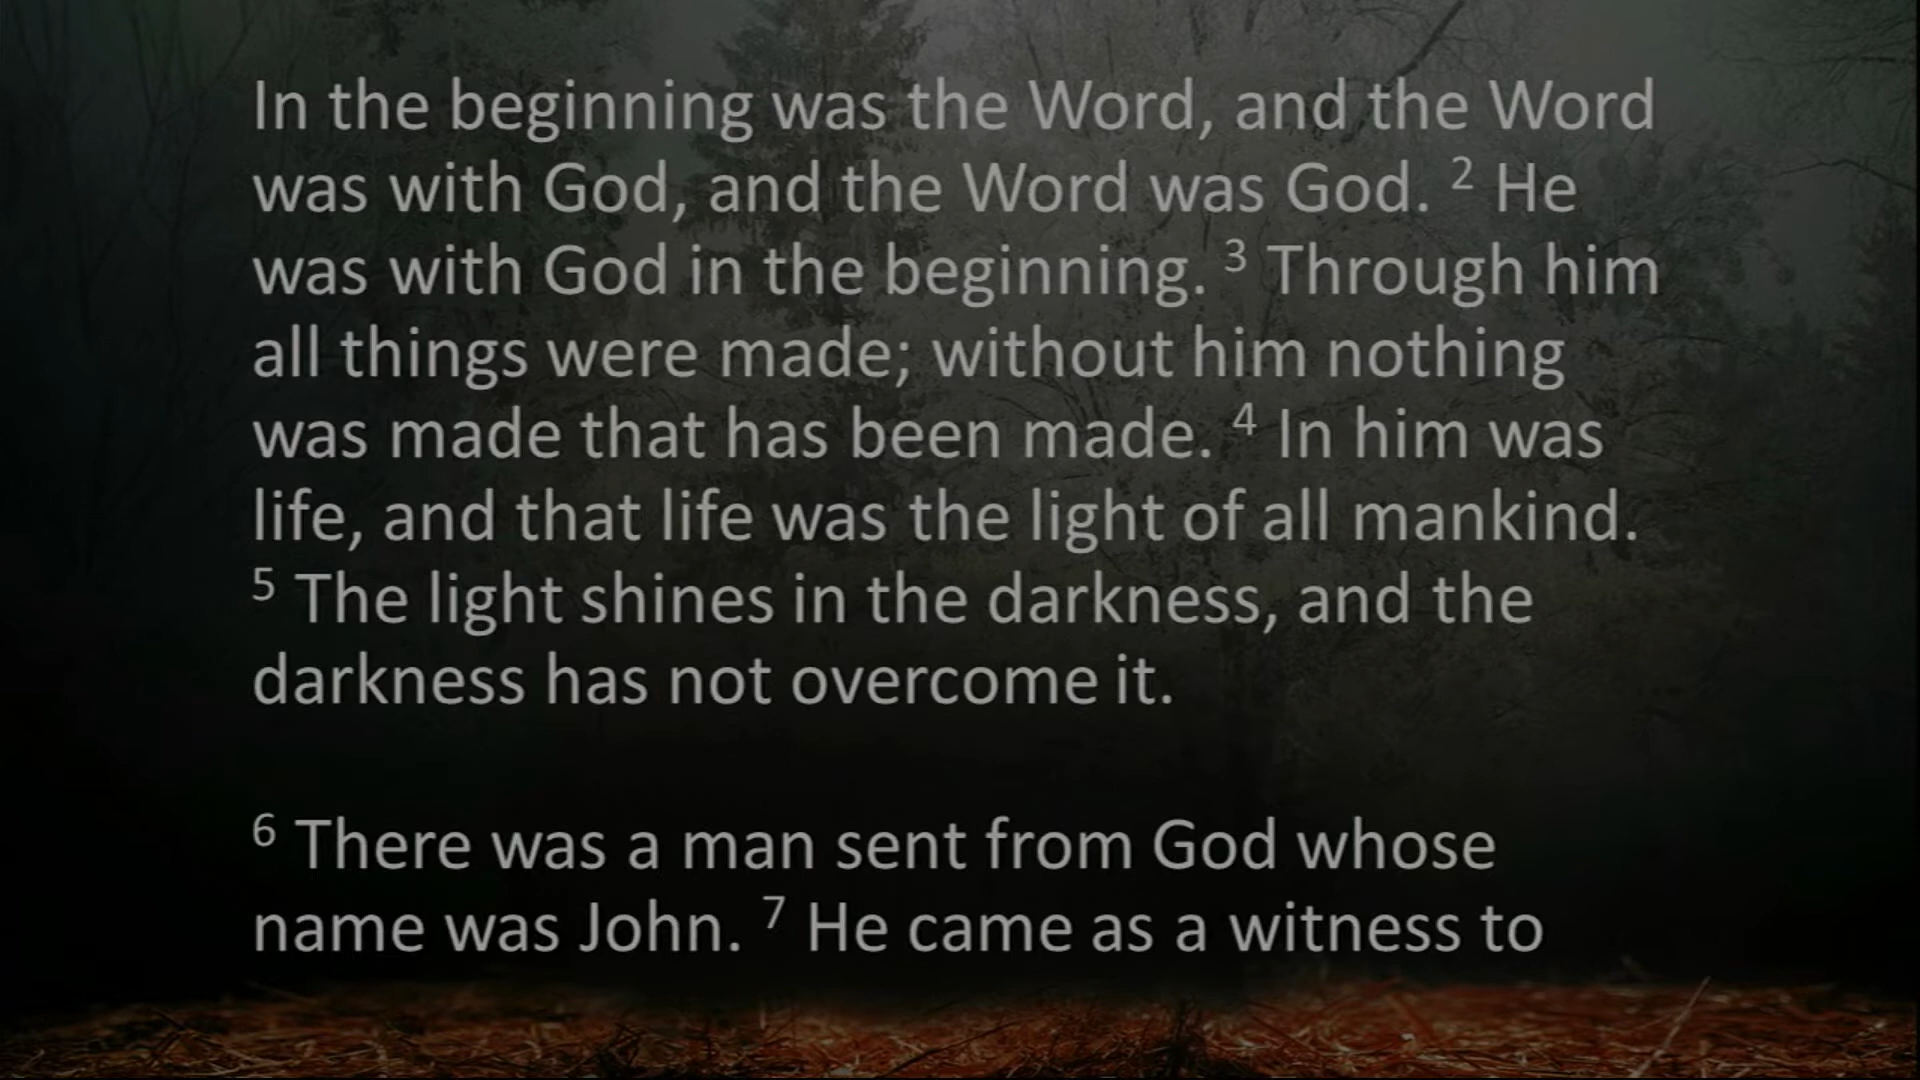 In the beginning was the Word, and the Word
was with God, and the Word was God. 2 He
was with God in the beginning. 3 Through him
all things were made; without him nothing
was made that has been made. 4 In him was
life, and that life was the light of all mankind.
5 The light shines in the darkness, and the
darkness has not overcome it.
6 There was a man sent from God whose
name was John. 7 He came as a witness to